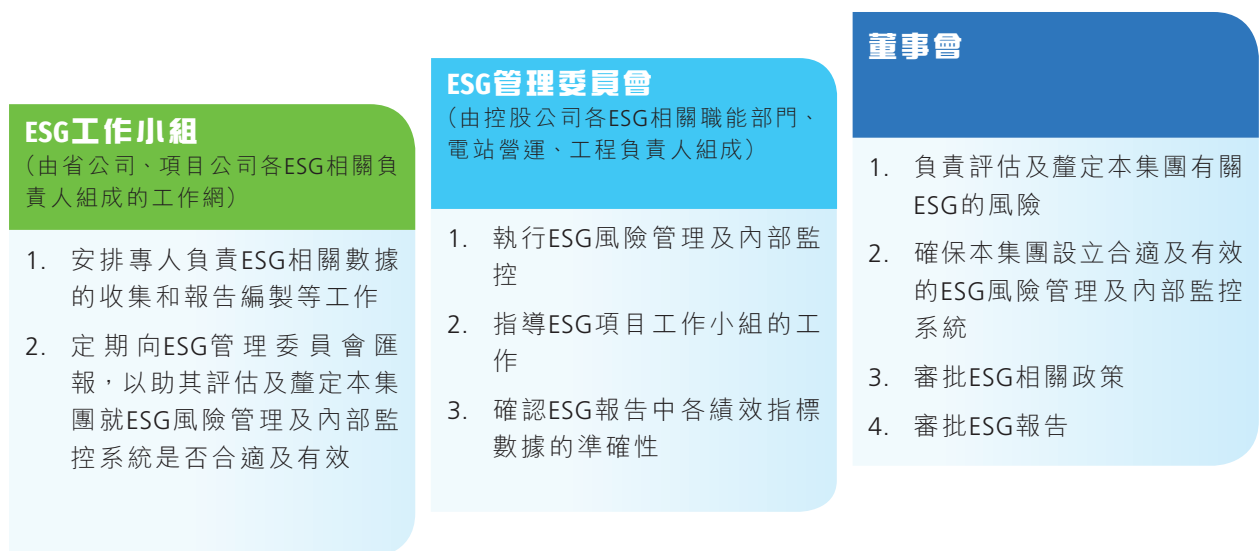 ESG工作小組
（由省公司、項目公司各ESG相關負
責人組成的工作網）
1. 安排專人負責ESG相關數據
的收集和報告編製等工作
2. 定期向ESG管理委員會匯
報，以助其評估及釐定本集
團就ESG風險管理及內部監
控系統是否合適及有效
ESG管理委員會
（由控股公司各ESG相關職能部門、
電站營運、工程負責人組成）
1. 執行ESG風險管理及內部監
控
2. 指導ESG項目工作小組的工
作
3. 確認ESG報告中各績效指標
數據的準確性
董事會
1. 負責評估及釐定本集團有關
ESG的風險
2. 確保本集團設立合適及有效
的ESG風險管理及內部監控
系統
3. 審批ESG相關政策
4. 審批ESG報告